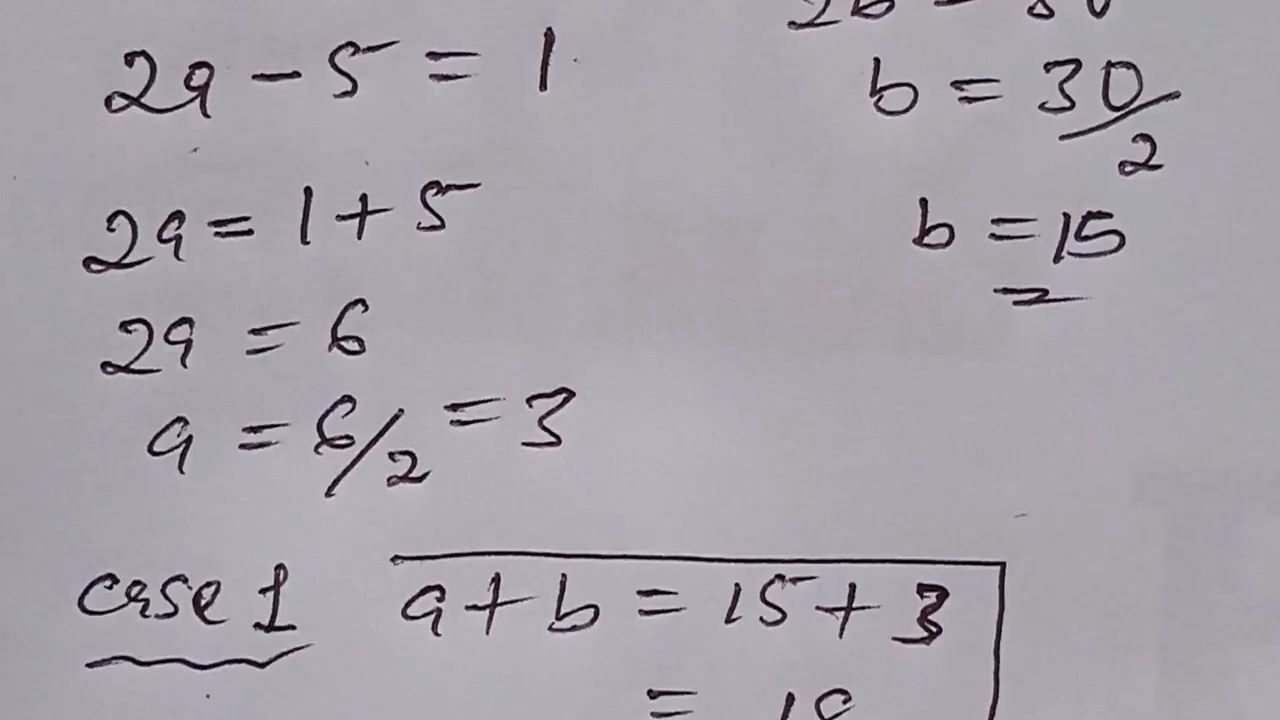 2a - 5 = 1
2a = 1 + 5
2a = 6
a = 6/2 = 3
b = 30/2
b = 15
case 1 a + b = 15 + 3